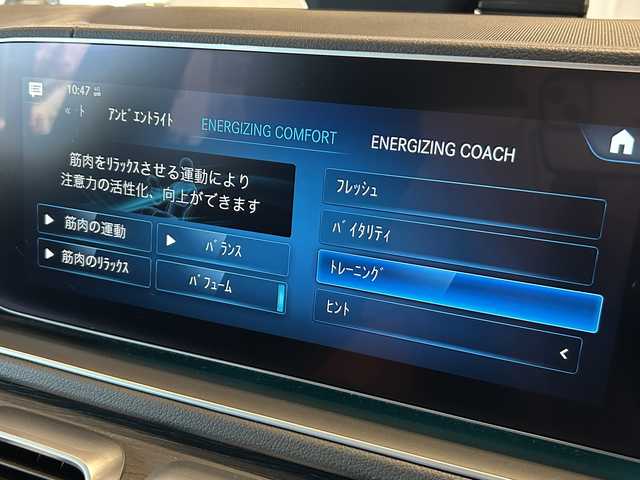 10:47 4G
« ト アンビエントライト ENERGIZING COMFORT ENERGIZING COACH
筋肉をリラックスさせる運動により
注意力の活性化、向上ができます
▶ 筋肉の運動
▶ バランス
▶ 筋肉のリラックス
パフューム
フレッシュ
バイタリティ
トレーニング
ヒント